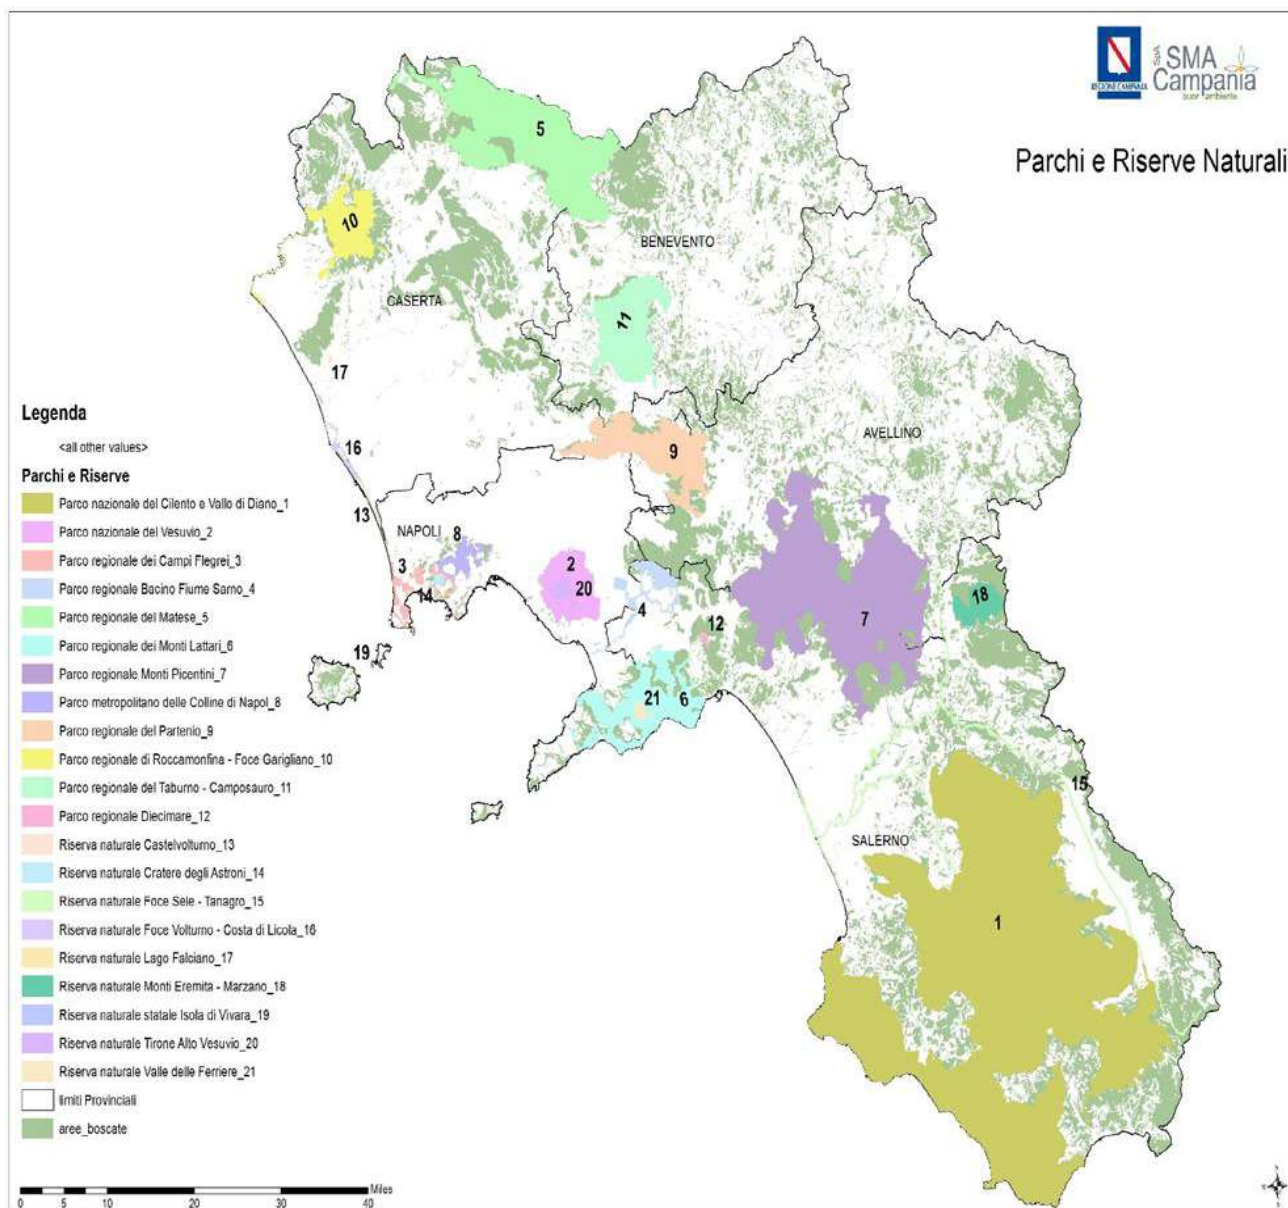 REGIONE CAMPANIA
SpA SMA
Campania
buon ambiente
Parchi e Riserve Naturali
5
10
BENEVENTO
CASERTA
11
17
AVELLINO
16
9
13
NAPOLI
8
3
2
14
20
4
18
12
7
19
21
6
15
SALERNO
1
Legenda
<all other values>
Parchi e Riserve
Parco nazionale del Cilento e Vallo di Diano_1
Parco nazionale del Vesuvio_2
Parco regionale dei Campi Flegrei_3
Parco regionale Bacino Fiume Sarno_4
Parco regionale del Matese_5
Parco regionale dei Monti Lattari_6
Parco regionale Monti Picentini_7
Parco metropolitano delle Colline di Napol_8
Parco regionale del Partenio_9
Parco regionale di Roccamonfina - Foce Garigliano_10
Parco regionale del Taburno - Camposauro_11
Parco regionale Diecimare_12
Riserva naturale Castelvolturno_13
Riserva naturale Cratere degli Astroni_14
Riserva naturale Foce Sele - Tanagro_15
Riserva naturale Foce Volturno - Costa di Licola_16
Riserva naturale Lago Falciano_17
Riserva naturale Monti Eremita - Marzano_18
Riserva naturale statale Isola di Vivara_19
Riserva naturale Tirone Alto Vesuvio_20
Riserva naturale Valle delle Ferriere_21
limiti Provinciali
aree_boscate
Miles
0 5 10 20 30 40